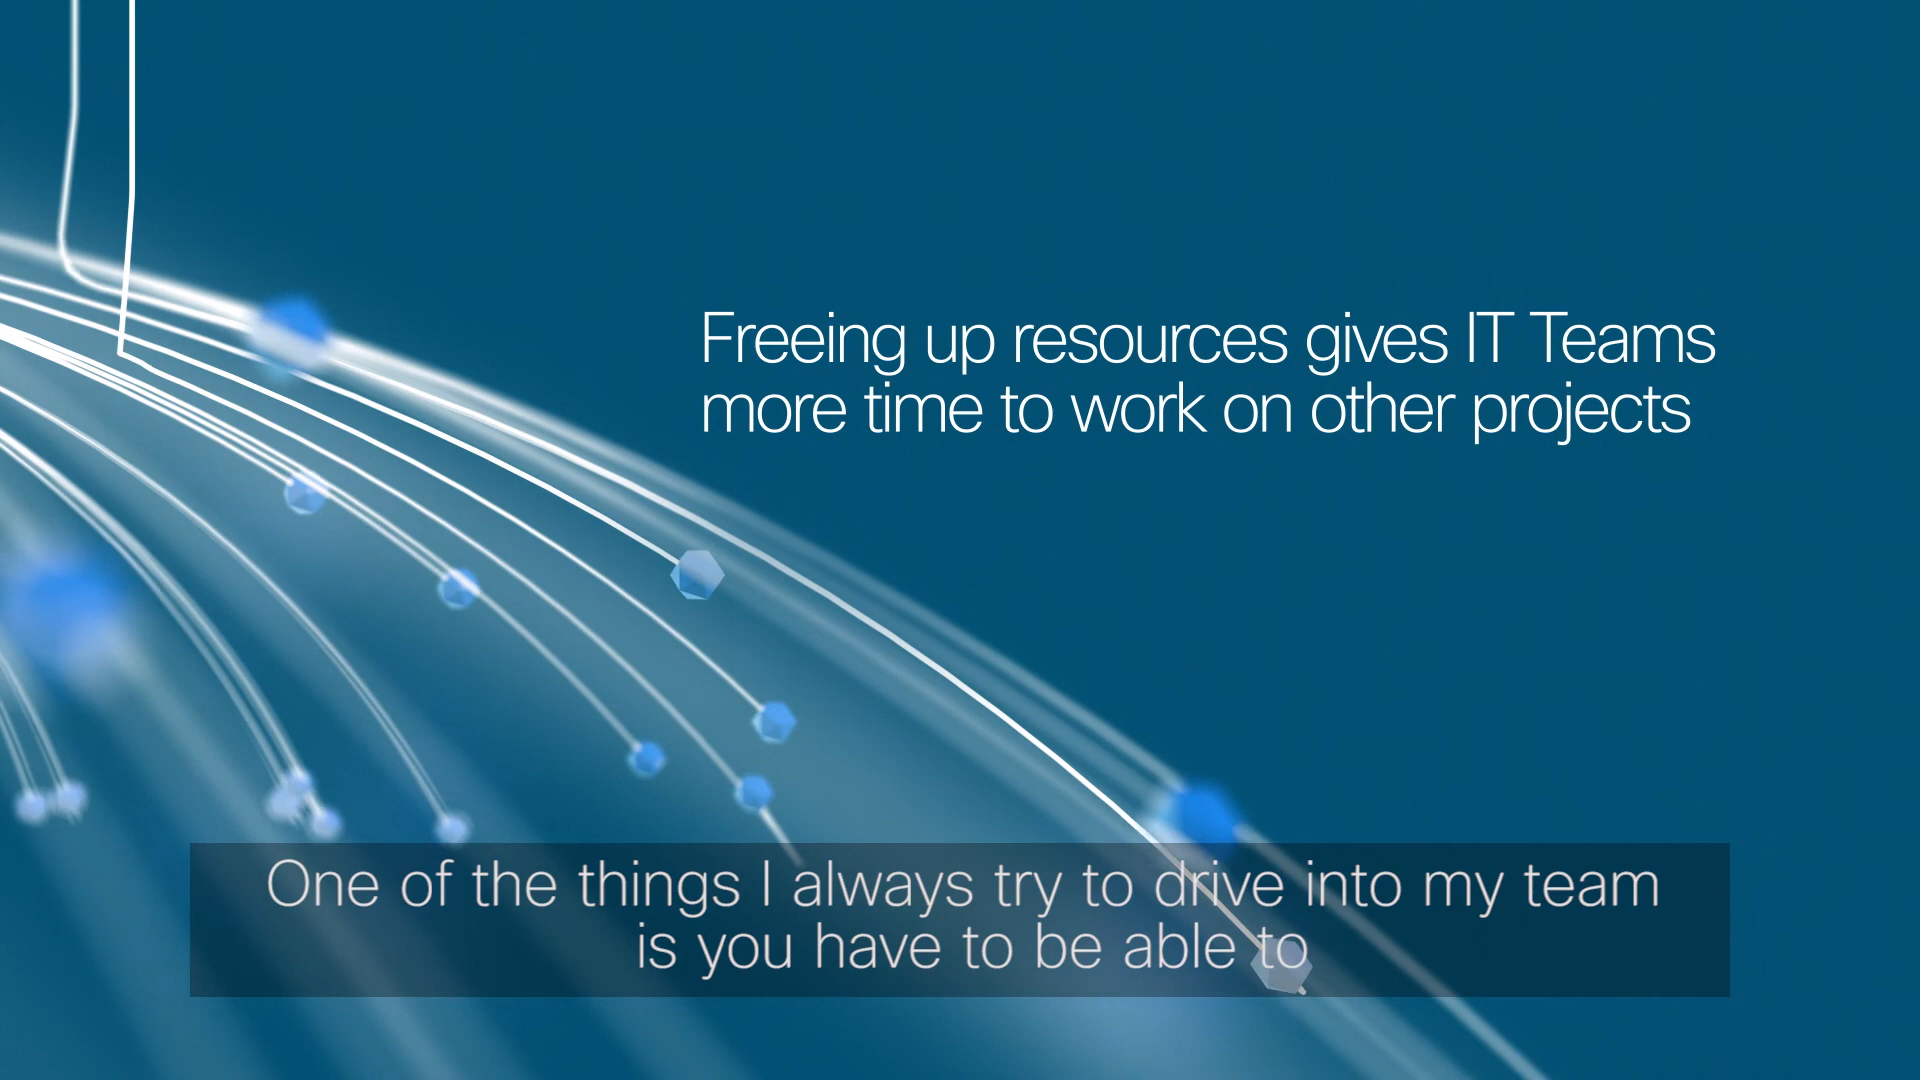 Freeing up resources gives IT Teams
more time to work on other projects
One of the things I always try to drive into my team
is you have to be able to